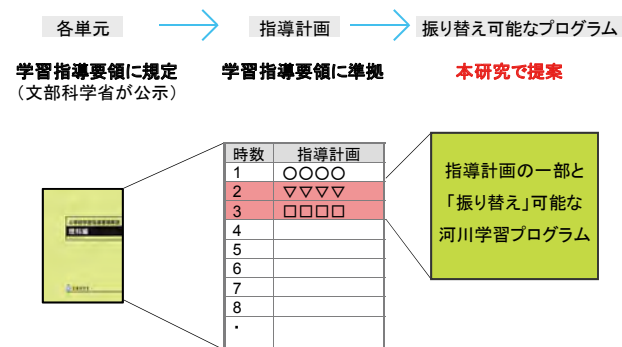 各単元
指導計画
振り替え可能なプログラム
学習指導要領に規定
学習指導要領に準拠
本研究で提案
（文部科学省が公示）
時数 指導計画
1 ○○○○
2 ▽▽▽▽
3 □□□□
4
5
6
7
8
・
指導計画の一部と
「振り替え」可能な
河川学習プログラム
理科編